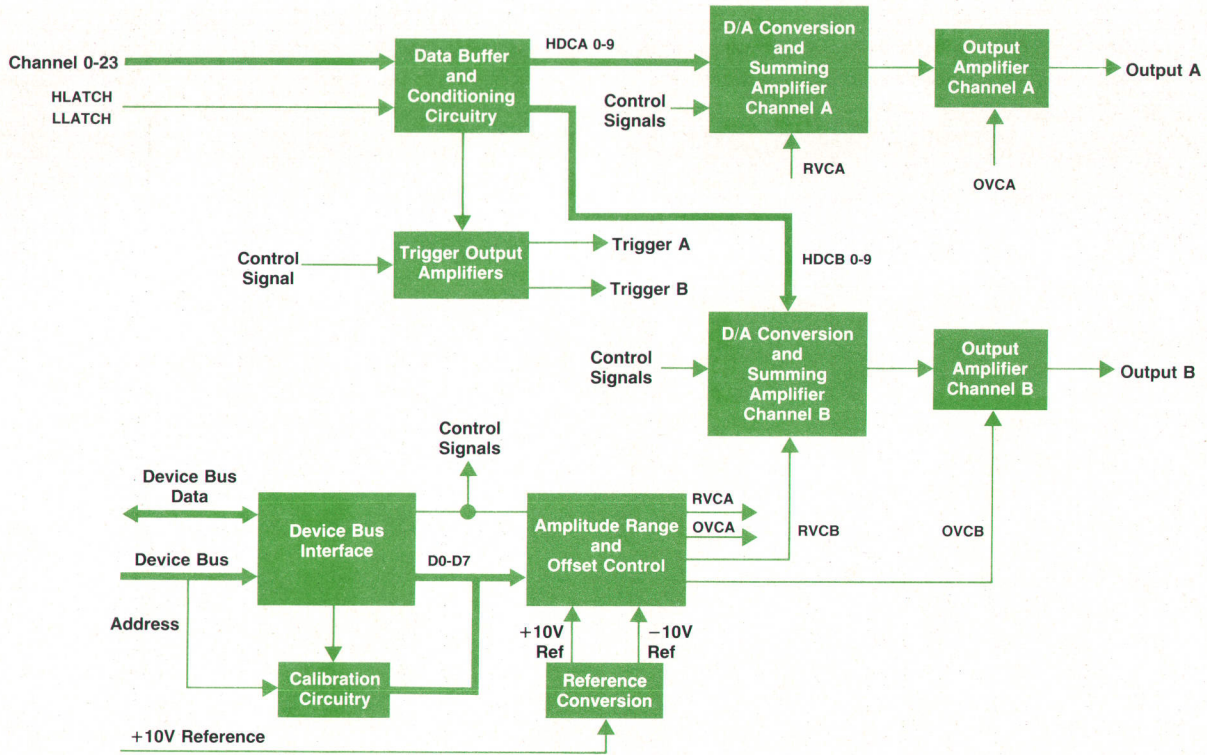 Channel 0-23
HLATCH
LLATCH
Data Buffer
and
Conditioning
Circuitry
HDCA 0-9
Control
Signals
D/A Conversion
and
Summing
Amplifier
Channel A
RVCA
Output
Amplifier
Channel A
OVCA
Output A
Control
Signal
Trigger Output
Amplifiers
Trigger A
Trigger B
HDCB 0-9
Control
Signals
D/A Conversion
and
Summing
Amplifier
Channel B
Output
Amplifier
Channel B
Output B
Control
Signals
Device Bus
Data
Device Bus
Address
Device Bus
Interface
D0-D7
Amplitude Range
and
Offset Control
RVCA
OVCA
RVCB
OVCB
Calibration
Circuitry
+10V
Ref
−10V
Ref
Reference
Conversion
+10V Reference